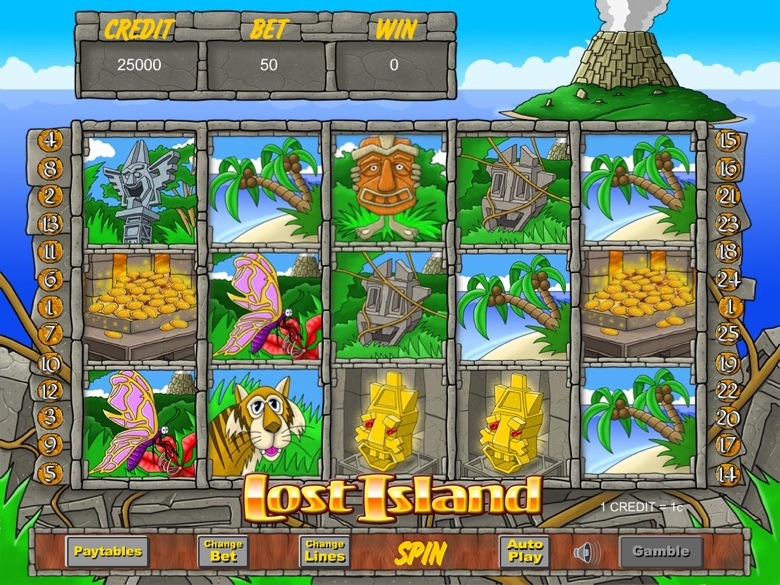 CREDIT BET WIN
25000 50 0
4 15
8 16
2 21
13 23
11 18
6 24
1 1
7 25
10 19
12 22
3 20
9 17
5 14
Lost Island
1 CREDIT = 1c
Paytables Change Bet Change Lines SPIN Auto Play Gamble